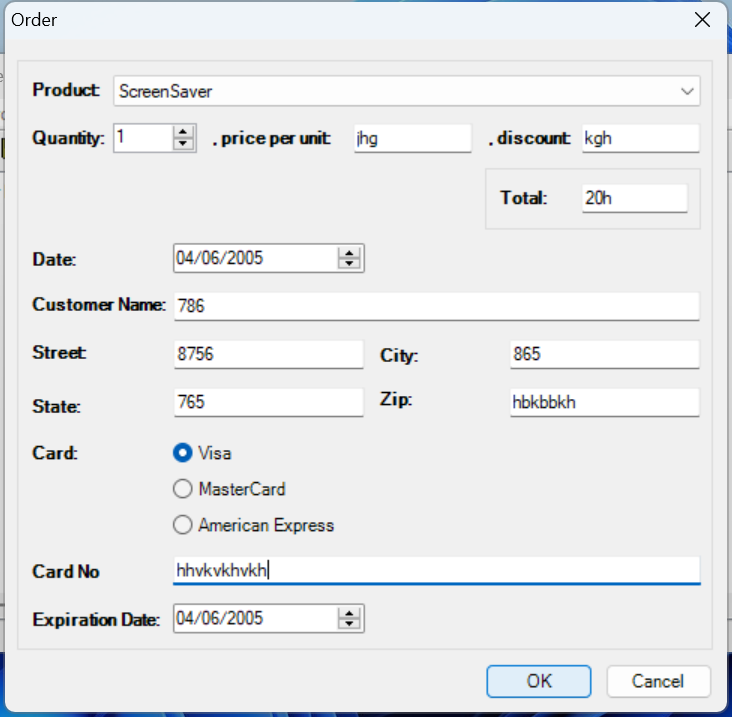 Order
Product: ScreenSaver
Quantity: 1 . price per unit: jhg . discount: kgh
Total: 20h
Date: 04/06/2005
Customer Name: 786
Street: 8756 City: 865
State: 765 Zip: hbkbbkh
Card: Visa
MasterCard
American Express
Card No hhvkvkhvkh
Expiration Date: 04/06/2005
OK Cancel